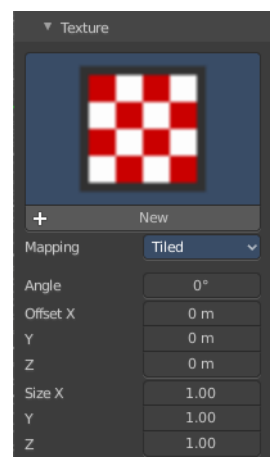 Texture
New
Mapping Tiled
Angle 0°
Offset X 0 m
Y 0 m
Z 0 m
Size X 1.00
Y 1.00
Z 1.00